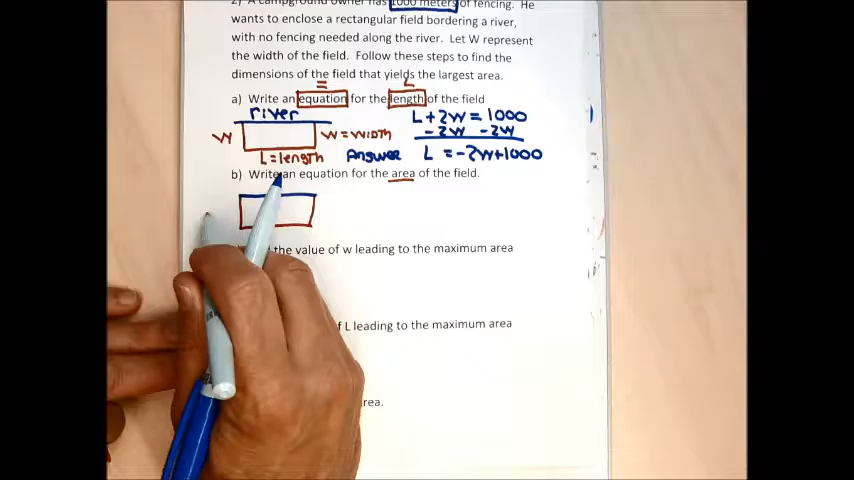 2) A campground owner has 1000 meters of fencing. He
wants to enclose a rectangular field bordering a river,
with no fencing needed along the river. Let W represent
the width of the field. Follow these steps to find the
dimensions of the field that yields the largest area.
= L
a) Write an equation for the length of the field
river
L+2W=1000
-2W -2W
W W=Width
L=length Answer L=-2W+1000
b) Write an equation for the area of the field.
the value of w leading to the maximum area
of L leading to the maximum area
area.